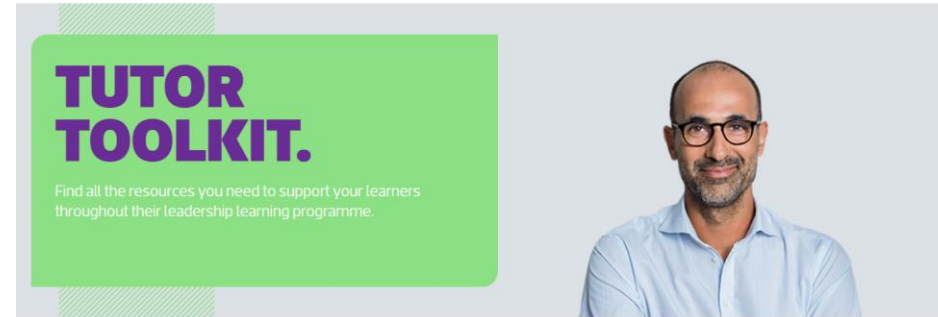 TUTOR
TOOLKIT.
Find all the resources you need to support your learners
throughout their leadership learning programme.